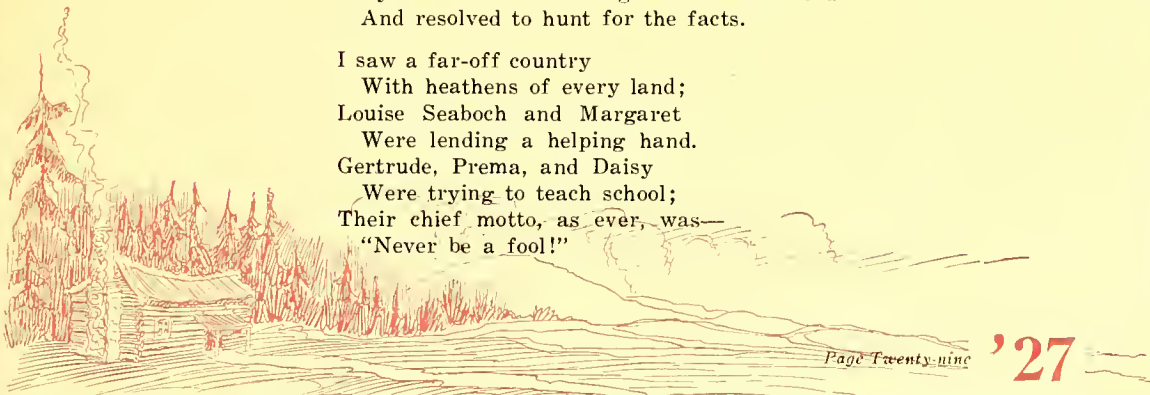 And resolved to hunt for the facts.
I saw a far-off country
With heathens of every land;
Louise Seaboch and Margaret
Were lending a helping hand.
Gertrude, Prema, and Daisy
Were trying to teach school;
Their chief motto, as ever, was—
"Never be a fool!"
Page Twenty-nine
'27